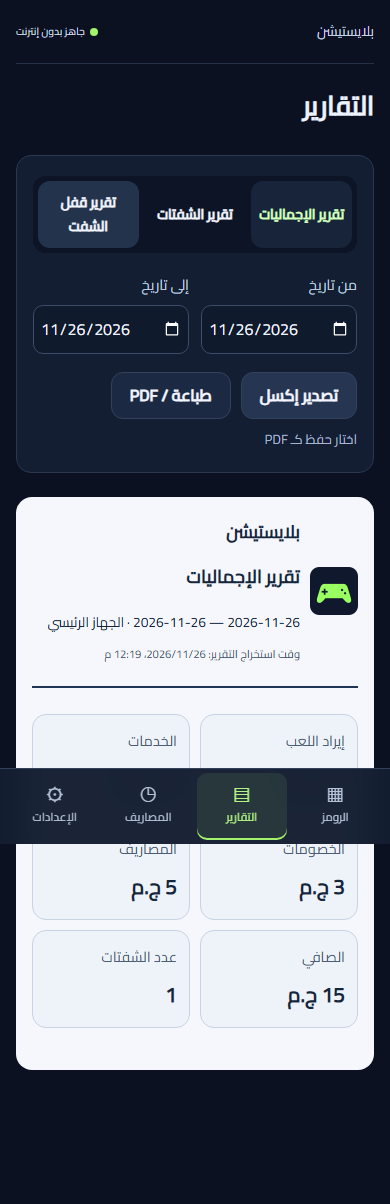 بلايستيشن
جاهز بدون إنترنت
التقارير
تقرير الإجماليات
تقرير الشفتات
تقرير قفل
الشفت
من تاريخ
إلى تاريخ
11/26/2026
11/26/2026
تصدير إكسل
طباعة / PDF
اختار حفظ كـ PDF
بلايستيشن
تقرير الإجماليات
2026-11-26 — 2026-11-26 · الجهاز الرئيسي
وقت استخراج التقرير: 2026/11/26، 12:19 م
إيراد اللعب
الخدمات
الرومز
التقارير
المصاريف
الإعدادات
الخصومات
المصاريف
3 ج.م
5 ج.م
الصافي
عدد الشفتات
15 ج.م
1